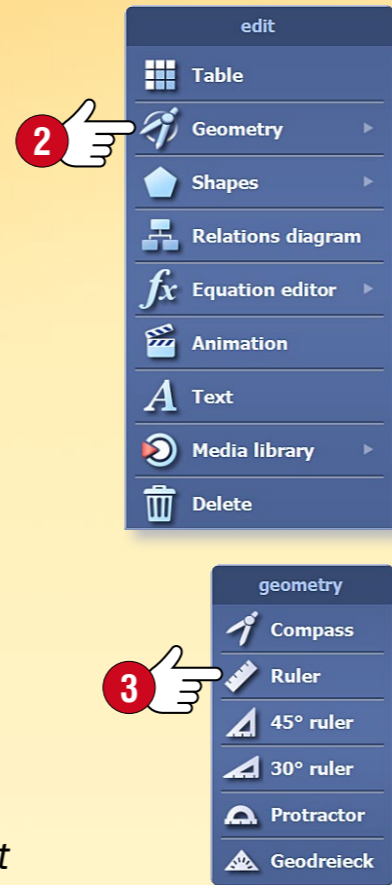 edit
Table
2
Geometry
Shapes
Relations diagram
fx Equation editor
Animation
A Text
Media library
Delete
geometry
Compass
3
Ruler
45° ruler
30° ruler
Protractor
t
Geodreieck